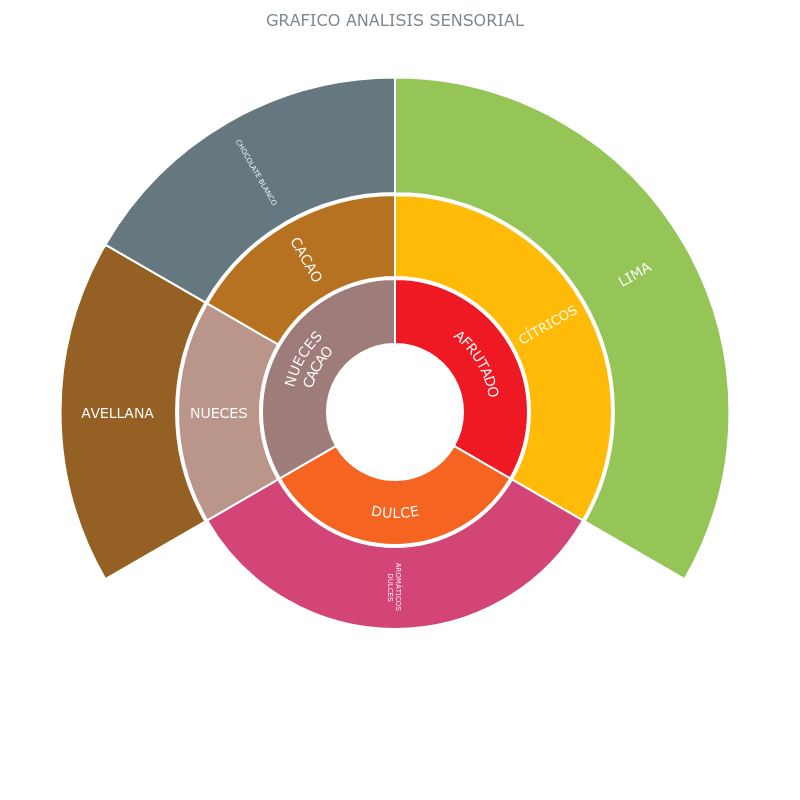 GRAFICO ANALISIS SENSORIAL
CHOCOLATE BLANCO
CACAO
LIMA
CÍTRICOS
NUECES
CACAO
AFRUTADO
AVELLANA
NUECES
DULCE
AROMÁTICOS
DULCES